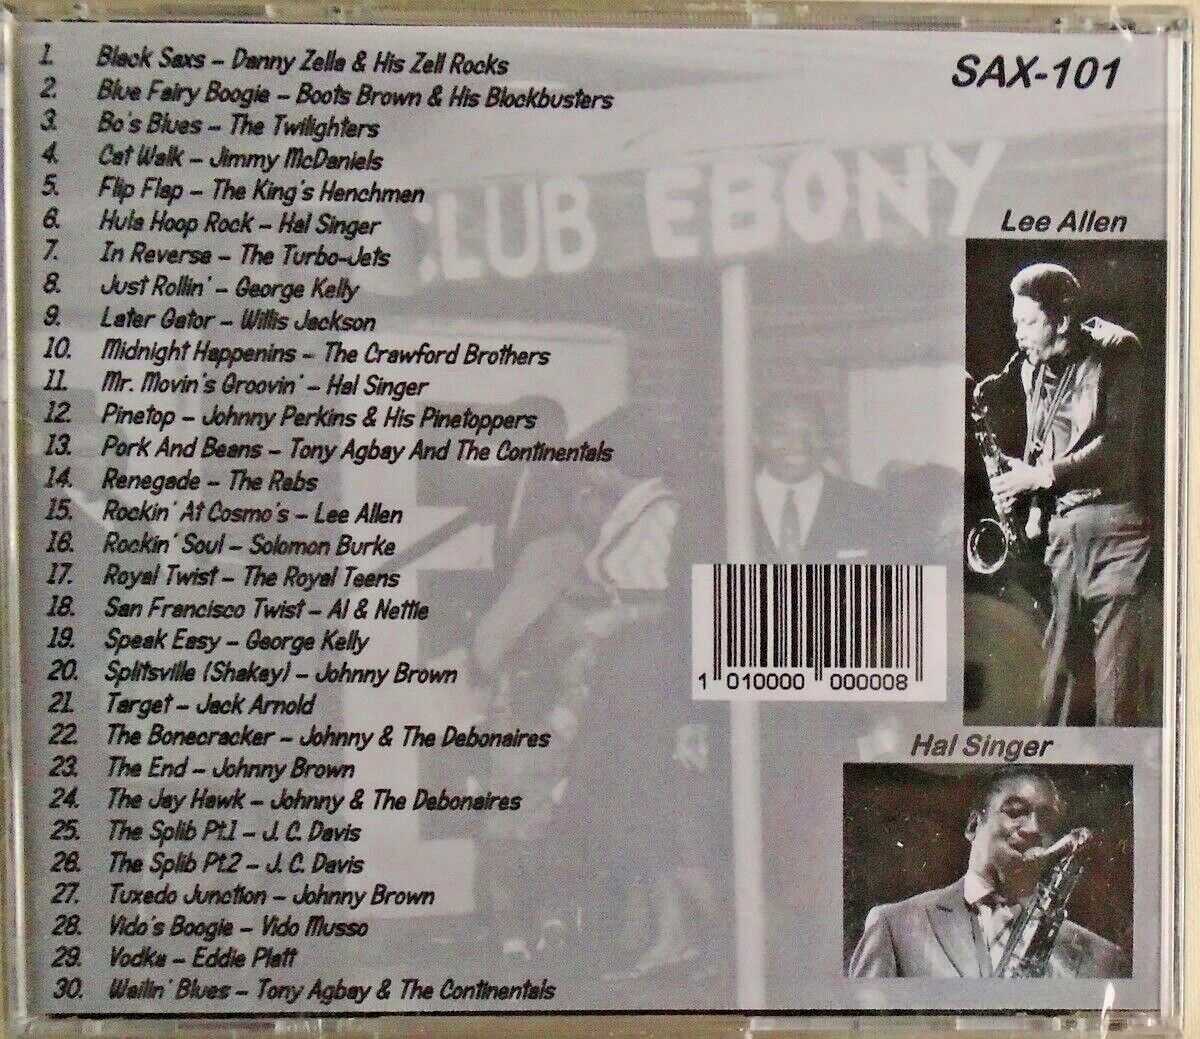 1. Black Saxs – Danny Zella & His Zell Rocks
2. Blue Fairy Boogie – Boots Brown & His Blockbusters
3. Bo's Blues – The Twilighters
4. Cat Walk – Jimmy McDaniels
5. Flip Flap – The King's Henchmen
6. Hula Hoop Rock – Hal Singer
7. In Reverse – The Turbo-Jets
8. Just Rollin' – George Kelly
9. Later Gator – Willis Jackson
10. Midnight Happenins – The Crawford Brothers
11. Mr. Movin's Groovin' – Hal Singer
12. Pinetop – Johnny Perkins & His Pinetoppers
13. Pork And Beans – Tony Agbay And The Continentals
14. Renegade – The Rabs
15. Rockin' At Cosmo's – Lee Allen
16. Rockin' Soul – Solomon Burke
17. Royal Twist – The Royal Teens
18. San Francisco Twist – Al & Nettie
19. Speak Easy – George Kelly
20. Splitsville (Shakey) – Johnny Brown
21. Target – Jack Arnold
22. The Bonecracker – Johnny & The Debonaires
23. The End – Johnny Brown
24. The Jay Hawk – Johnny & The Debonaires
25. The Splib Pt.1 – J. C. Davis
26. The Splib Pt.2 – J. C. Davis
27. Tuxedo Junction – Johnny Brown
28. Vido's Boogie – Vido Musso
29. Vodka – Eddie Platt
30. Wailin' Blues – Tony Agbay & The Continentals
SAX-101
CLUB EBONY
Lee Allen
1 010000 000008
Hal Singer